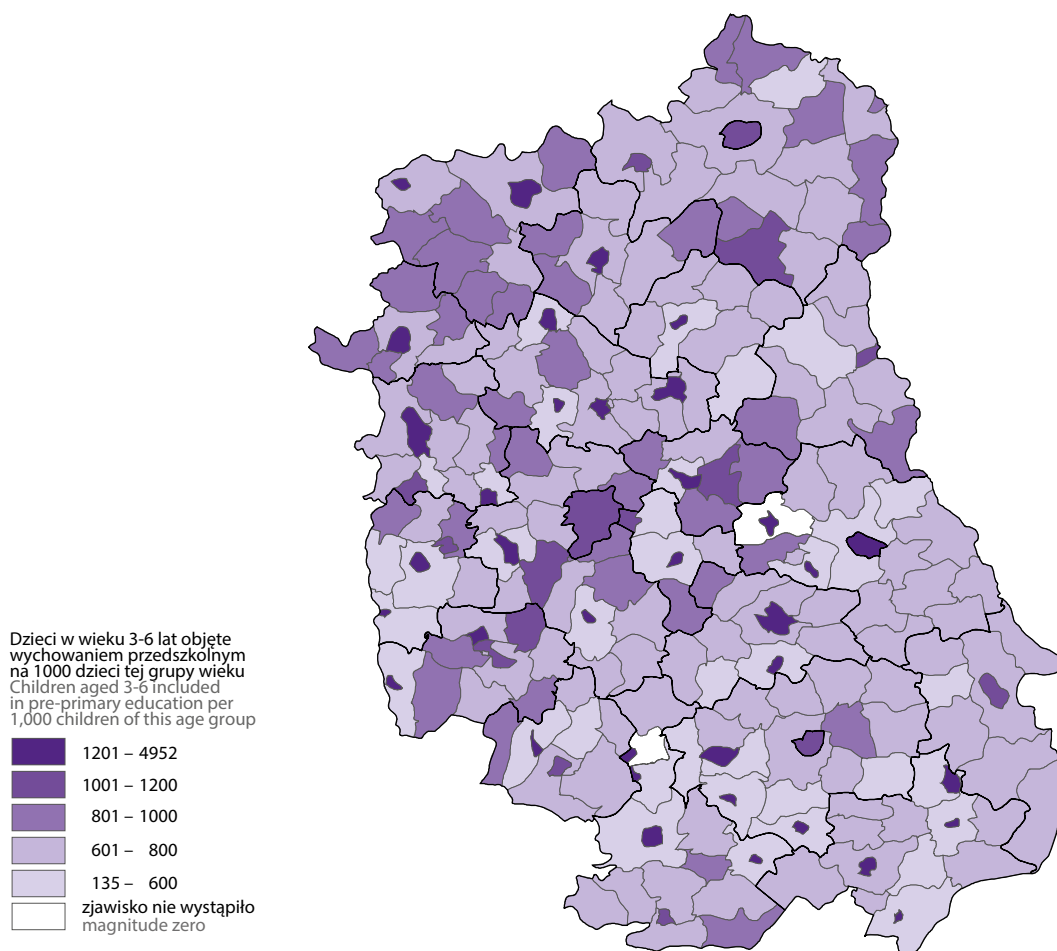 Dzieci w wieku 3-6 lat objęte
wychowaniem przedszkolnym
na 1000 dzieci tej grupy wieku
Children aged 3-6 included
in pre-primary education per
1,000 children of this age group
1201 – 4952
1001 – 1200
801 – 1000
601 – 800
135 – 600
zjawisko nie wystąpiło
magnitude zero